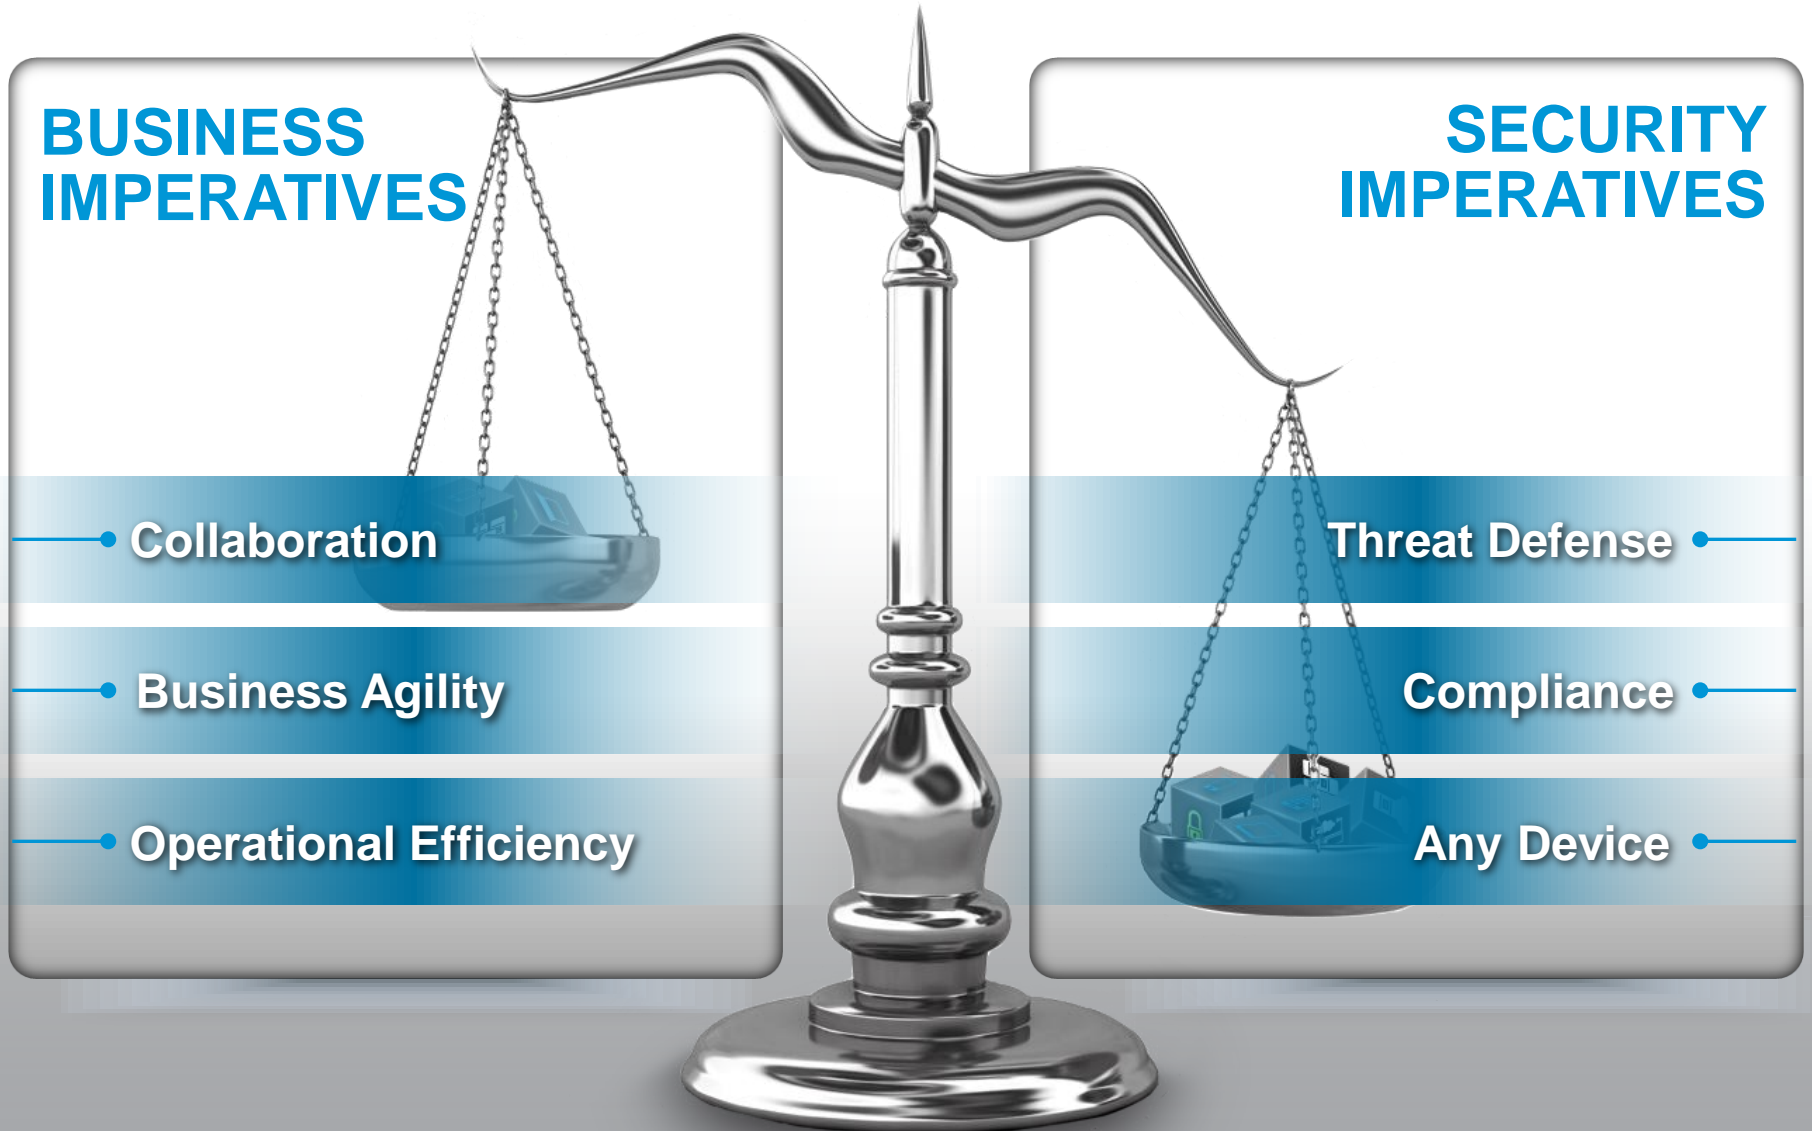 BUSINESS
IMPERATIVES
Collaboration
Business Agility
Operational Efficiency
SECURITY
IMPERATIVES
Threat Defense
Compliance
Any Device